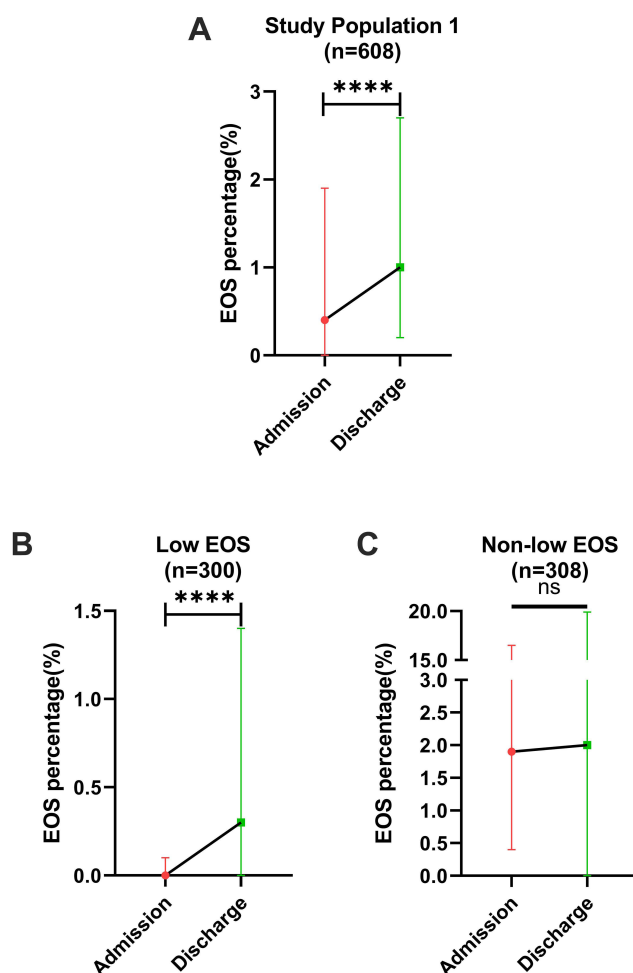 A
Study Population 1
(n=608)
****
3
2
1
0
EOS percentage(%)
Admission
Discharge
B
Low EOS
(n=300)
****
1.5
1.0
0.5
0.0
EOS percentage(%)
Admission
Discharge
C
Non-low EOS
(n=308)
ns
20.0
15.0
3.0
2.5
2.0
1.5
1.0
0.5
0.0
EOS percentage(%)
Admission
Discharge